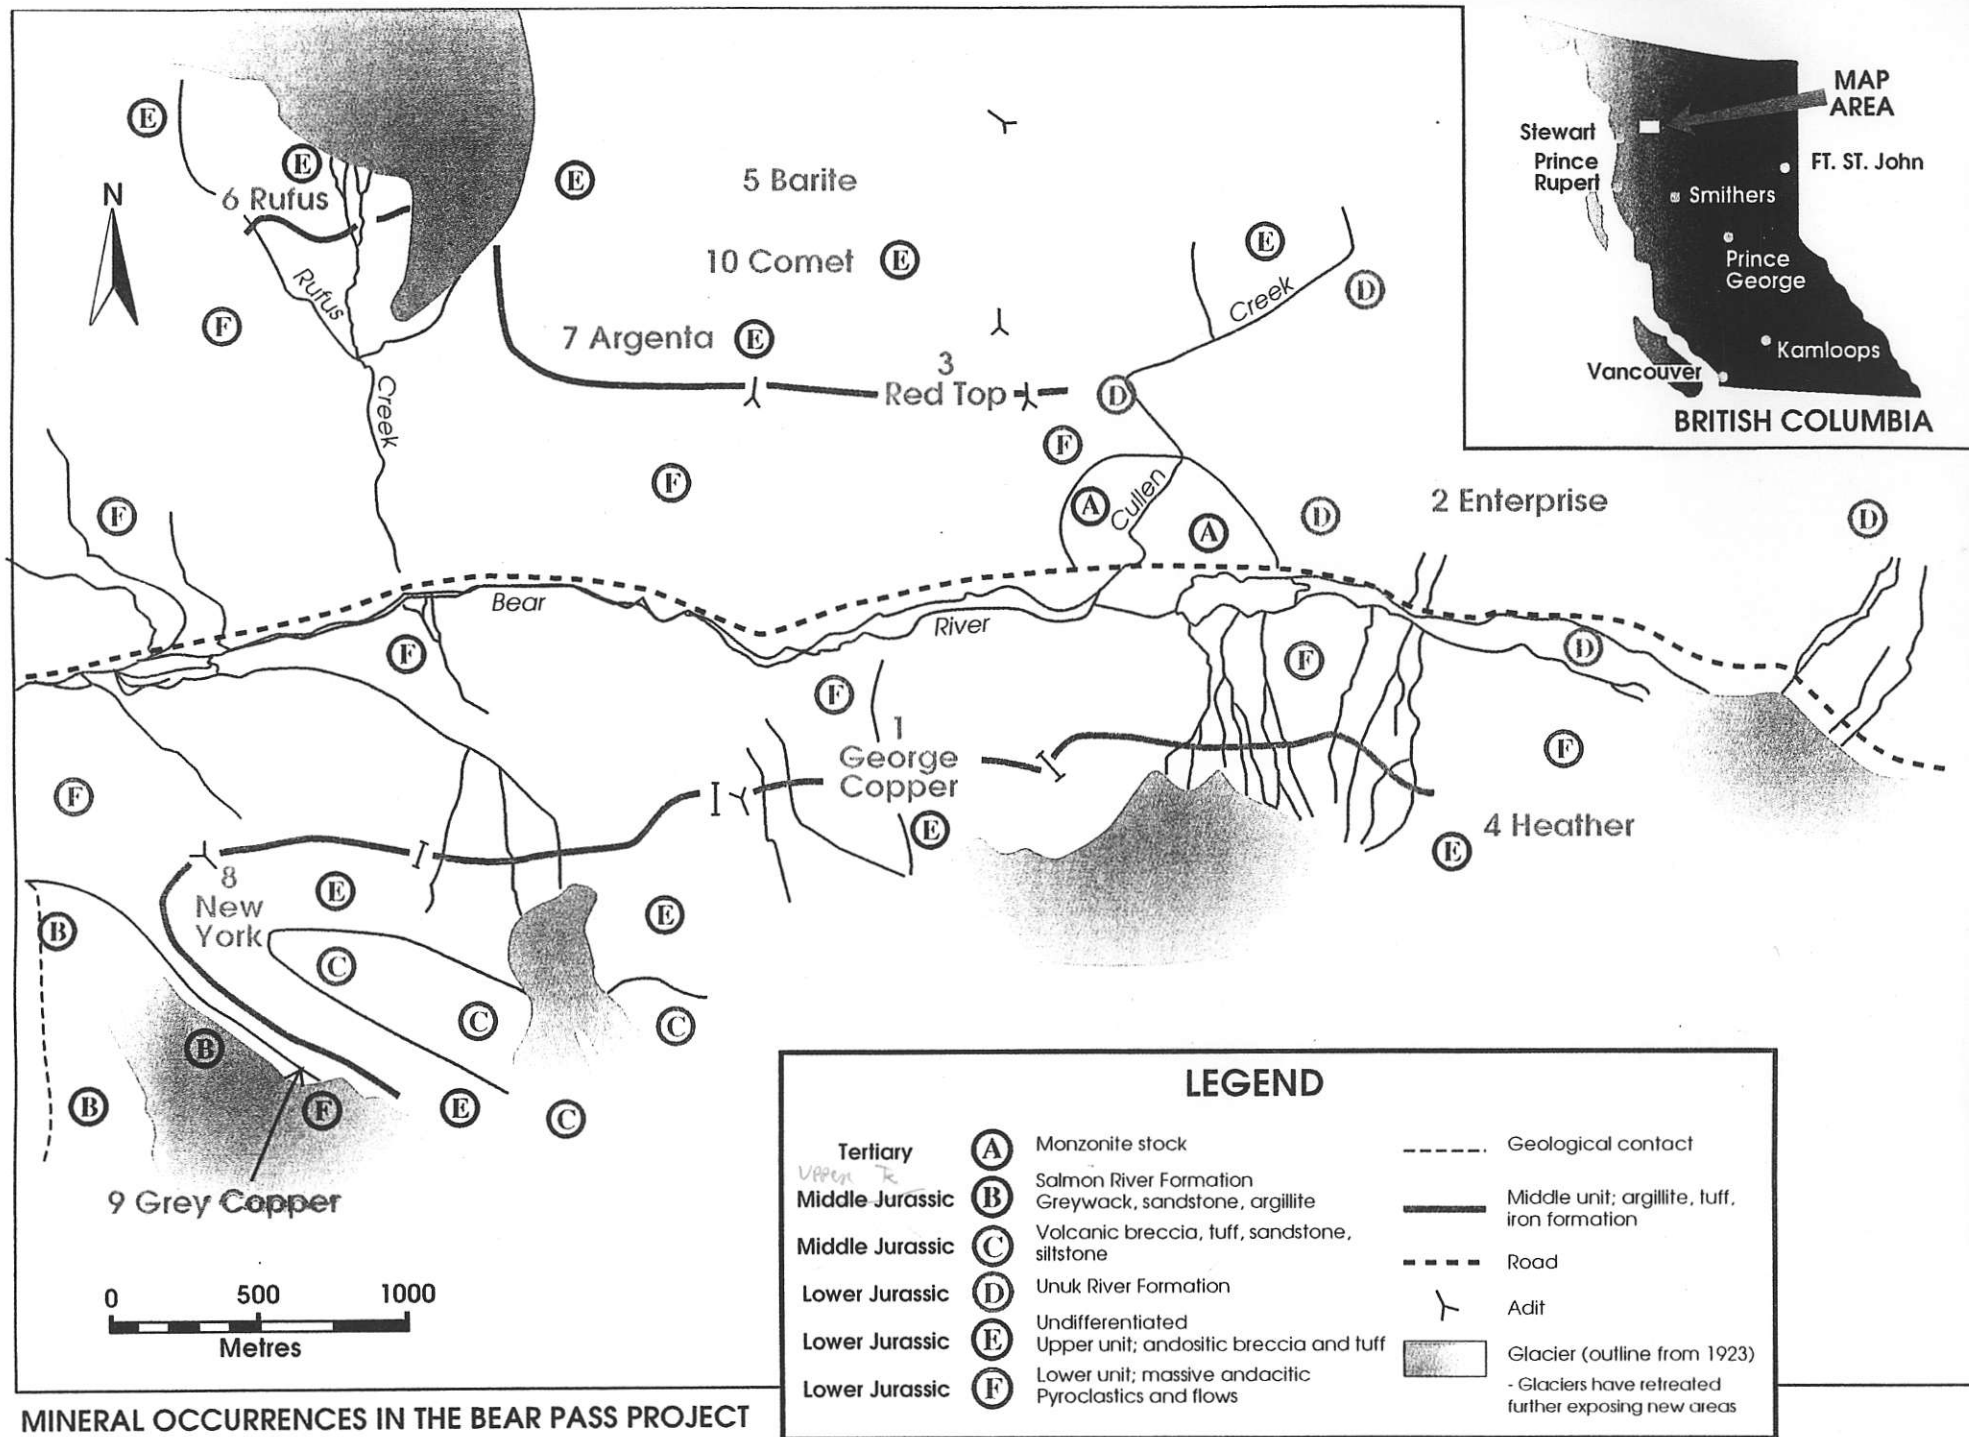 MAP
AREA
Stewart
Prince
Rupert
FT. ST. John
Smithers
Prince
George
Kamloops
Vancouver
BRITISH COLUMBIA
N
E
E
6 Rufus
E
5 Barite
10 Comet E
E
Creek
D
Rufus
F
7 Argenta E
3
Red Top
D
Creek
F
F
F
A
Cullen
A
D
2 Enterprise
D
Bear
River
F
F
F
D
1
George
Copper
F
F
E
4 Heather
E
8
New
York
E
E
B
C
C
C
B
B
F
E
C
9 Grey Copper
0 500 1000
Metres
MINERAL OCCURRENCES IN THE BEAR PASS PROJECT
LEGEND
Tertiary A Monzonite stock
Upper Tr
Middle Jurassic B Salmon River Formation
Greywack, sandstone, argillite
Middle Jurassic C Volcanic breccia, tuff, sandstone,
siltstone
Lower Jurassic D Unuk River Formation
Lower Jurassic E Undifferentiated
Upper unit; andositic breccia and tuff
Lower Jurassic F Lower unit; massive andacitic
Pyroclastics and flows
Geological contact
Middle unit; argillite, tuff,
iron formation
Road
Adit
Glacier (outline from 1923)
- Glaciers have retreated
further exposing new areas